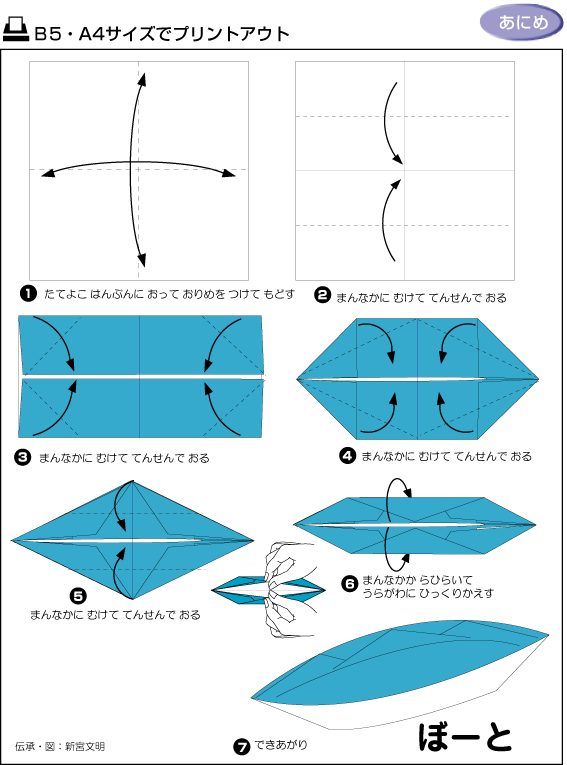 B5・A4サイズでプリントアウト
あにめ
1 たてよこ はんぶんに おって おりめを つけて もどす
2 まんなかに むけて てんせんで おる
3 まんなかに むけて てんせんで おる
4 まんなかに むけて てんせんで おる
5
まんなかに むけて てんせんで おる
6 まんなかか らひらいて
うらがわに ひっくりかえす
7 できあがり
ぼーと
伝承・図：新宮文明